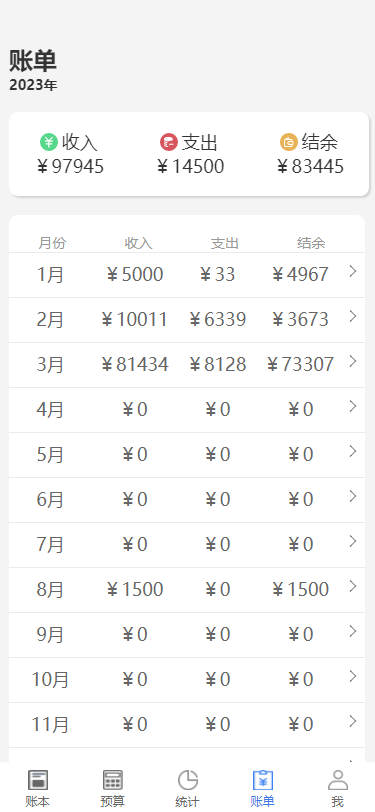 账单
2023年
收入 支出 结余
￥97945 ￥14500 ￥83445
月份 收入 支出 结余
1月 ￥5000 ￥33 ￥4967
2月 ￥10011 ￥6339 ￥3673
3月 ￥81434 ￥8128 ￥73307
4月 ￥0 ￥0 ￥0
5月 ￥0 ￥0 ￥0
6月 ￥0 ￥0 ￥0
7月 ￥0 ￥0 ￥0
8月 ￥1500 ￥0 ￥1500
9月 ￥0 ￥0 ￥0
10月 ￥0 ￥0 ￥0
11月 ￥0 ￥0 ￥0
账本 预算 统计 账单 我